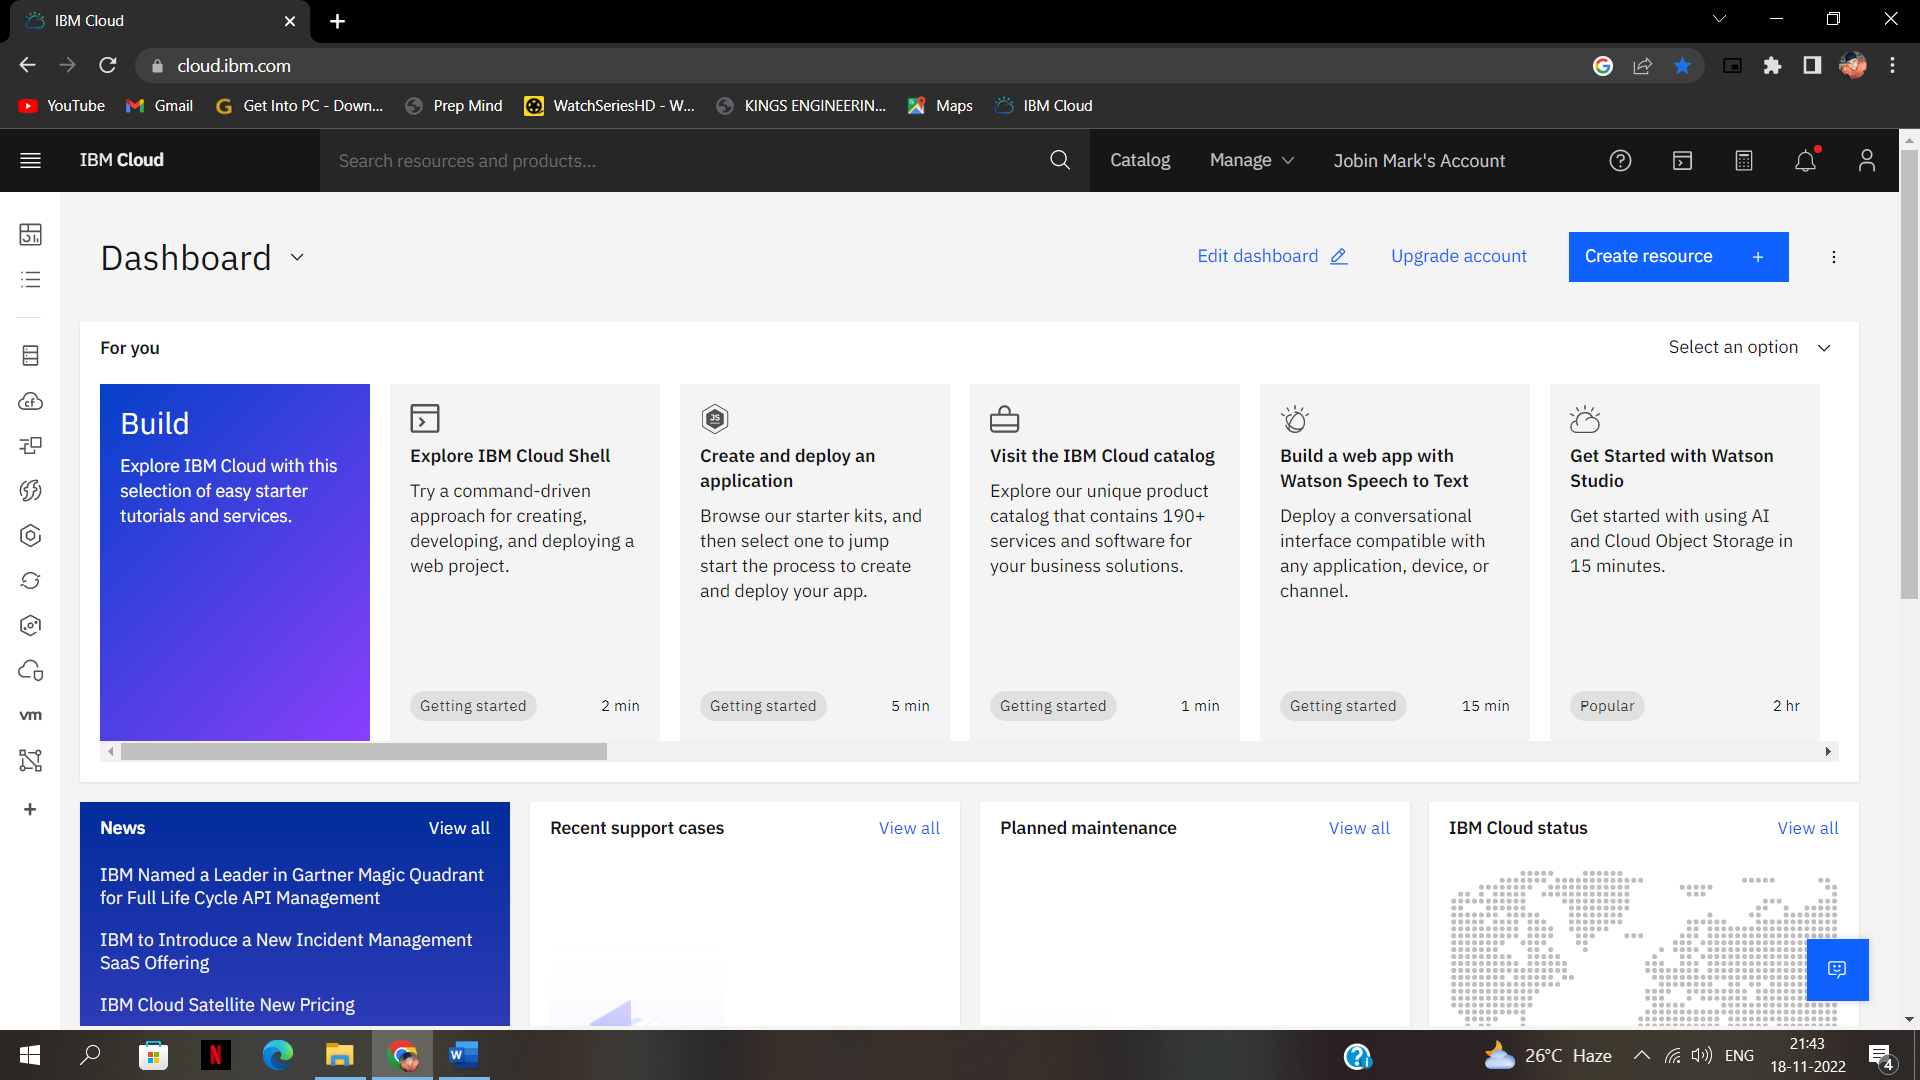 IBM Cloud
cloud.ibm.com
YouTube
Gmail
Get Into PC - Down...
Prep Mind
WatchSeriesHD - W...
KINGS ENGINEERIN...
Maps
IBM Cloud
IBM Cloud
Search resources and products...
Catalog
Manage
Jobin Mark's Account
Dashboard
Edit dashboard
Upgrade account
Create resource +
For you
Select an option
Build
Explore IBM Cloud with this
selection of easy starter
tutorials and services.
Explore IBM Cloud Shell
Try a command-driven
approach for creating,
developing, and deploying a
web project.
Getting started
2 min
JS
Create and deploy an
application
Browse our starter kits, and
then select one to jump
start the process to create
and deploy your app.
Getting started
5 min
Visit the IBM Cloud catalog
Explore our unique product
catalog that contains 190+
services and software for
your business solutions.
Getting started
1 min
Build a web app with
Watson Speech to Text
Deploy a conversational
interface compatible with
any application, device, or
channel.
Getting started
15 min
Get Started with Watson
Studio
Get started with using AI
and Cloud Object Storage in
15 minutes.
Popular
2 hr
cf
vm
News
View all
IBM Named a Leader in Gartner Magic Quadrant
for Full Life Cycle API Management
IBM to Introduce a New Incident Management
SaaS Offering
IBM Cloud Satellite New Pricing
Recent support cases
View all
Planned maintenance
View all
IBM Cloud status
View all
26°C Haze
ENG
21:43
18-11-2022
4